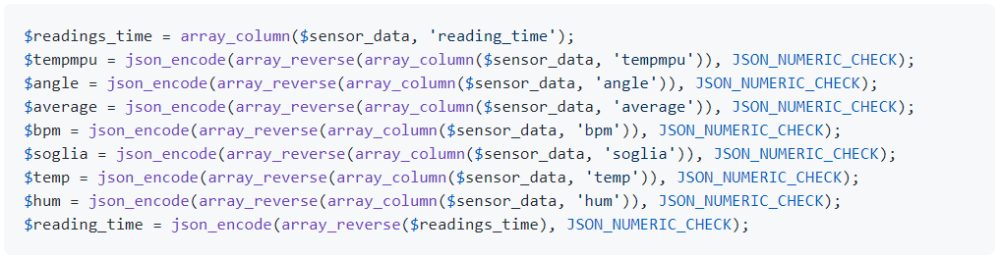 $readings_time = array_column($sensor_data, 'reading_time');
$tempmpu = json_encode(array_reverse(array_column($sensor_data, 'tempmpu')), JSON_NUMERIC_CHECK);
$angle = json_encode(array_reverse(array_column($sensor_data, 'angle')), JSON_NUMERIC_CHECK);
$average = json_encode(array_reverse(array_column($sensor_data, 'average')), JSON_NUMERIC_CHECK);
$bpm = json_encode(array_reverse(array_column($sensor_data, 'bpm')), JSON_NUMERIC_CHECK);
$soglia = json_encode(array_reverse(array_column($sensor_data, 'soglia')), JSON_NUMERIC_CHECK);
$temp = json_encode(array_reverse(array_column($sensor_data, 'temp')), JSON_NUMERIC_CHECK);
$hum = json_encode(array_reverse(array_column($sensor_data, 'hum')), JSON_NUMERIC_CHECK);
$reading_time = json_encode(array_reverse($readings_time), JSON_NUMERIC_CHECK);